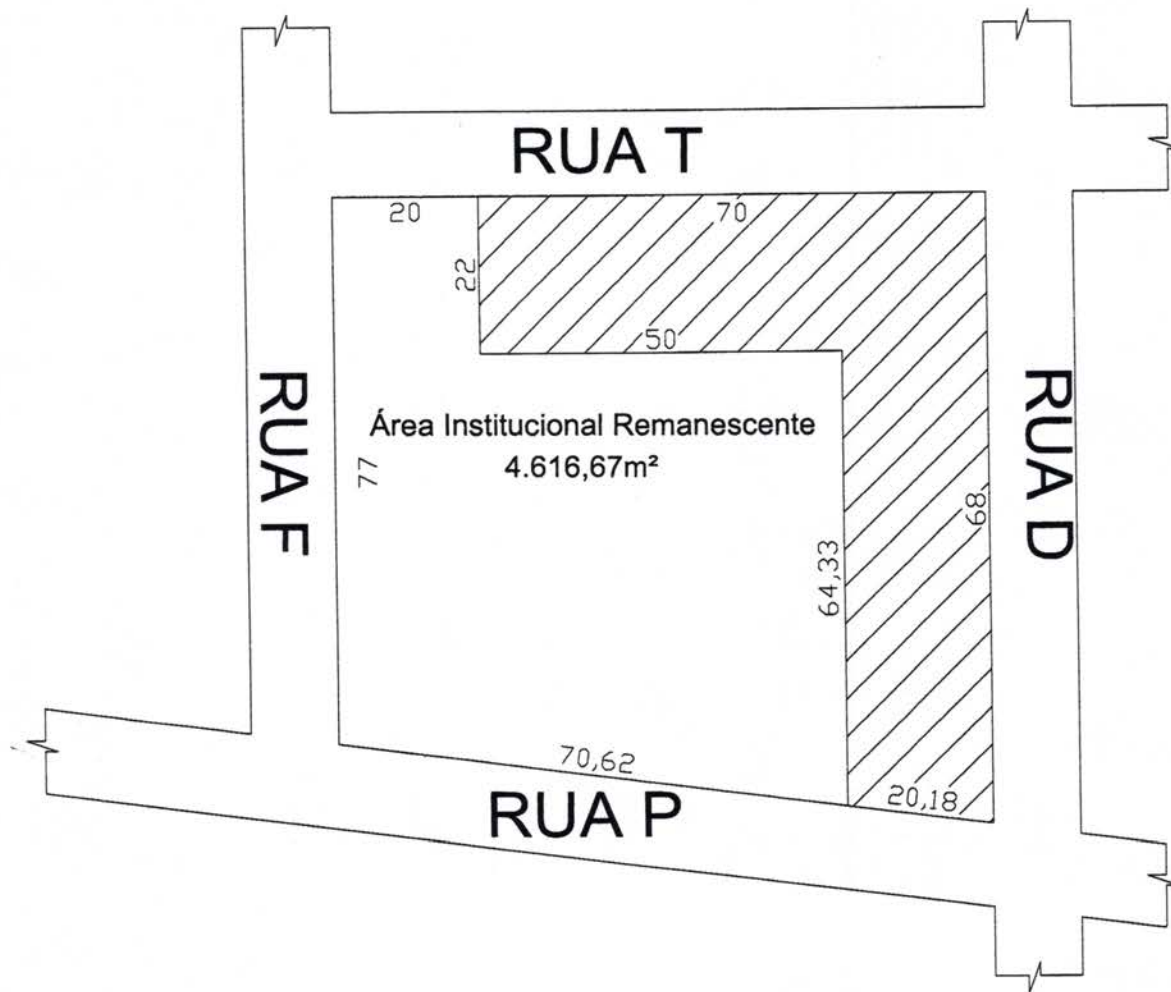 RUA T
20
70
22
50
RUA F
RUA D
Área Institucional Remanescente
4.616,67m²
77
68
64,33
70,62
20,18
RUA P